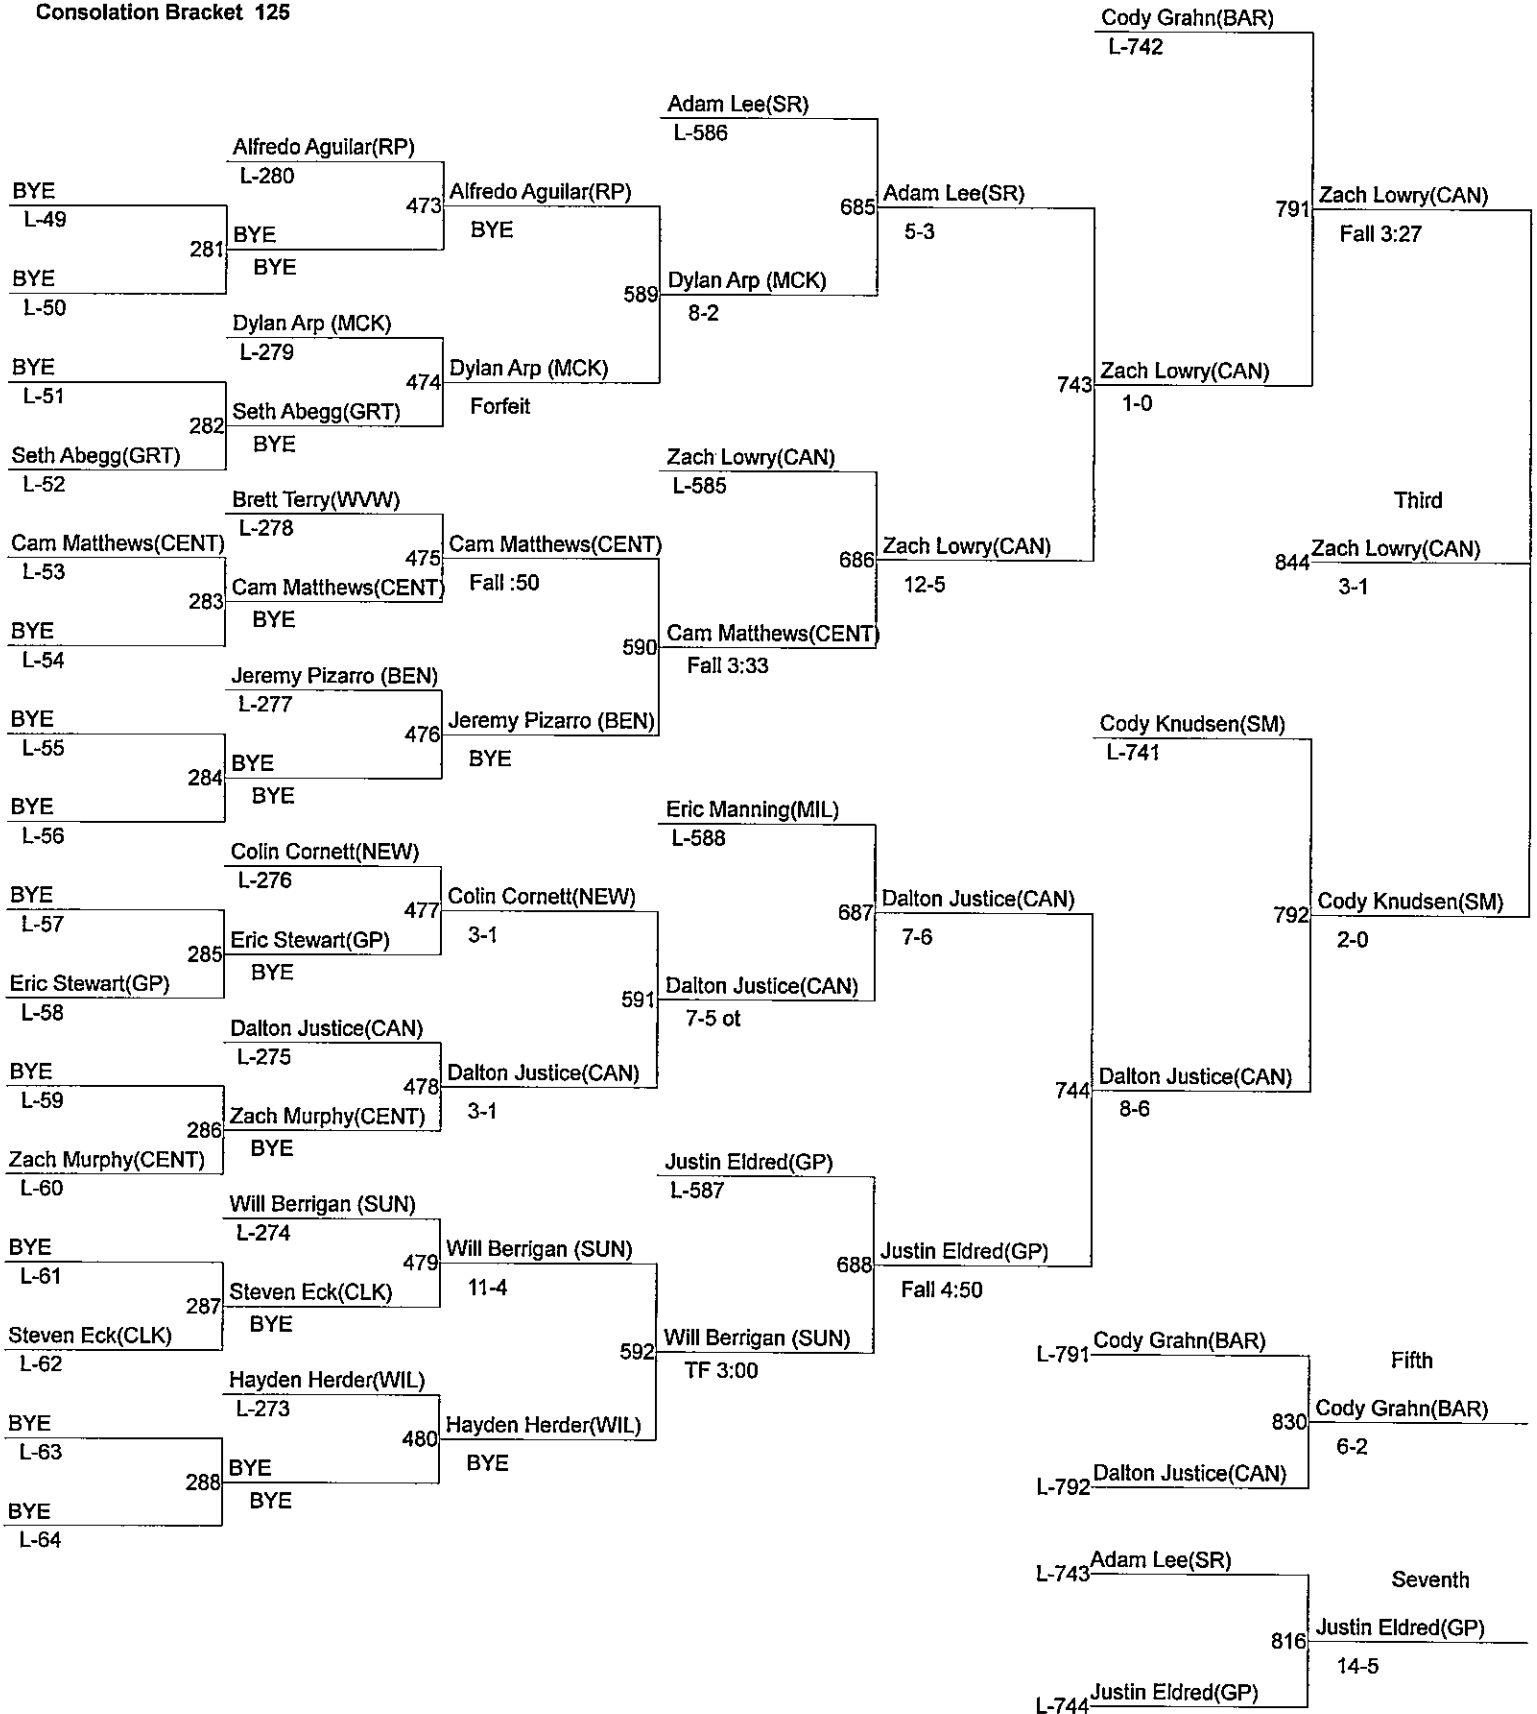 Consolation Bracket 125
BYE
L-49
BYE
L-50
BYE
L-51
Seth Abegg(GRT)
L-52
Cam Matthews(CENT)
L-53
BYE
L-54
BYE
L-55
BYE
L-56
BYE
L-57
Eric Stewart(GP)
L-58
BYE
L-59
Zach Murphy(CENT)
L-60
BYE
L-61
Steven Eck(CLK)
L-62
BYE
L-63
BYE
L-64
Alfredo Aguilar(RP)
L-280
281
BYE
BYE
Dylan Arp (MCK)
L-279
282
Seth Abegg(GRT)
BYE
Brett Terry(WVW)
L-278
283
Cam Matthews(CENT)
BYE
Jeremy Pizarro (BEN)
L-277
284
BYE
BYE
Colin Cornett(NEW)
L-276
285
Eric Stewart(GP)
BYE
Dalton Justice(CAN)
L-275
286
Zach Murphy(CENT)
BYE
Will Berrigan (SUN)
L-274
287
Steven Eck(CLK)
BYE
Hayden Herder(WIL)
L-273
288
BYE
BYE
473
Alfredo Aguilar(RP)
BYE
474
Dylan Arp (MCK)
Forfeit
475
Cam Matthews(CENT)
Fall :50
476
Jeremy Pizarro (BEN)
BYE
477
Colin Cornett(NEW)
3-1
478
Dalton Justice(CAN)
3-1
479
Will Berrigan (SUN)
11-4
480
Hayden Herder(WIL)
BYE
Adam Lee(SR)
L-586
589
Dylan Arp (MCK)
8-2
Zach Lowry(CAN)
L-585
590
Cam Matthews(CENT)
Fall 3:33
Eric Manning(MIL)
L-588
591
Dalton Justice(CAN)
7-5 ot
Justin Eldred(GP)
L-587
592
Will Berrigan (SUN)
TF 3:00
685
Adam Lee(SR)
5-3
686
Zach Lowry(CAN)
12-5
687
Dalton Justice(CAN)
7-6
688
Justin Eldred(GP)
Fall 4:50
Cody Grahn(BAR)
L-742
743
Zach Lowry(CAN)
1-0
Cody Knudsen(SM)
L-741
744
Dalton Justice(CAN)
8-6
791
Zach Lowry(CAN)
Fall 3:27
Third
844
Zach Lowry(CAN)
3-1
792
Cody Knudsen(SM)
2-0
L-791
Cody Grahn(BAR)
Fifth
830
Cody Grahn(BAR)
6-2
L-792
Dalton Justice(CAN)
L-743
Adam Lee(SR)
Seventh
816
Justin Eldred(GP)
14-5
L-744
Justin Eldred(GP)